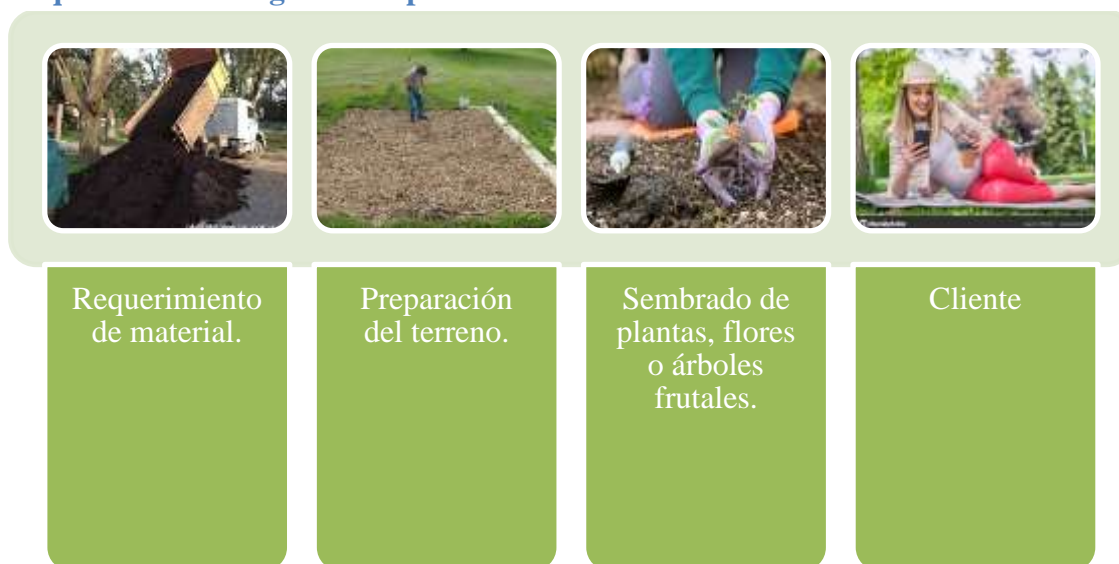 Requerimiento
de material.
Preparación
del terreno.
Sembrado de
plantas, flores
o árboles
frutales.
Cliente